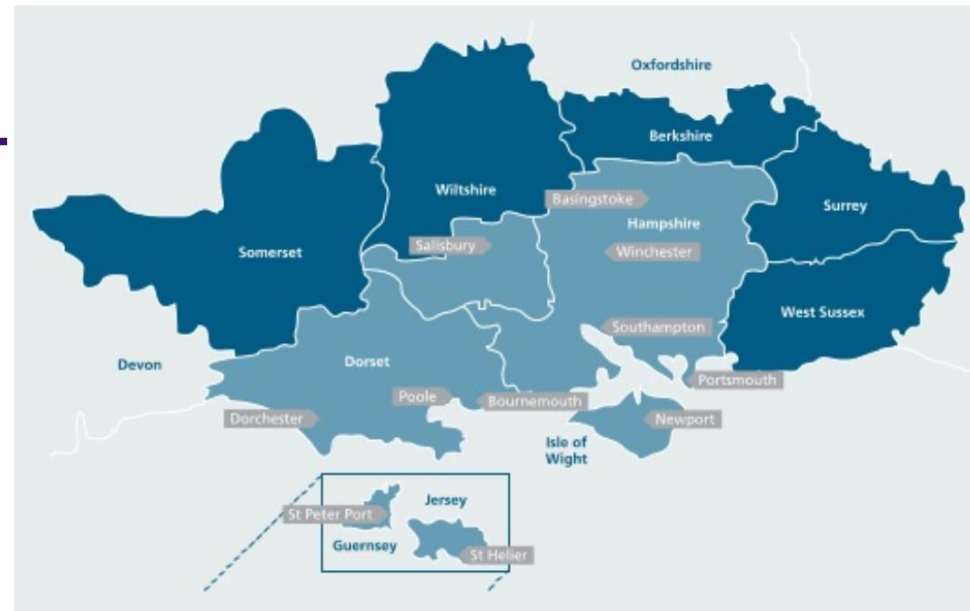 Oxfordshire
Berkshire
Wiltshire
Basingstoke
Surrey
Hampshire
Salisbury
Winchester
Somerset
West Sussex
Southampton
Devon
Dorset
Portsmouth
Poole
Bournemouth
Dorchester
Newport
Isle of
Wight
Jersey
St Peter Port
Guernsey
St Helier